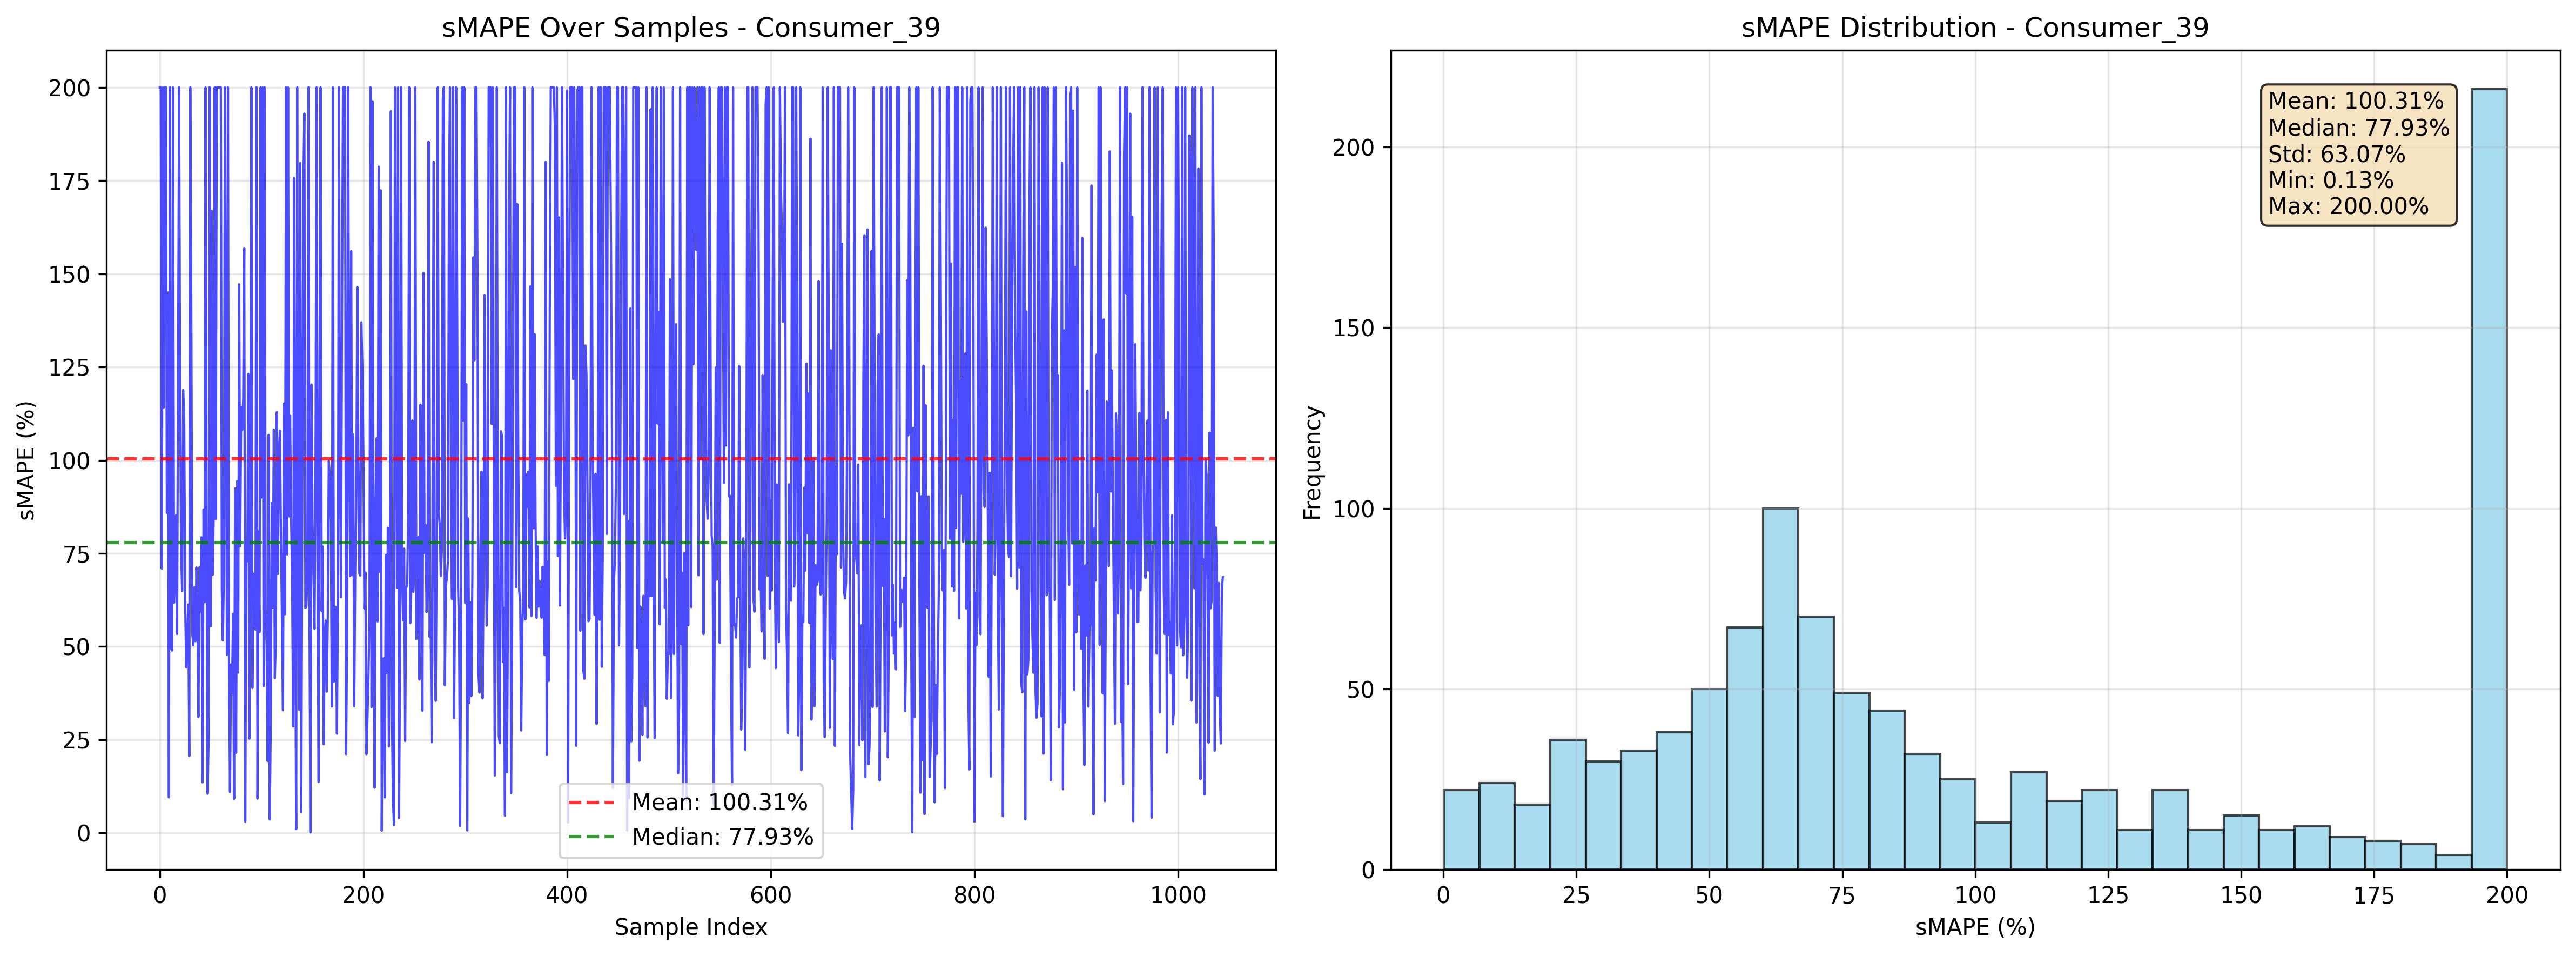 sMAPE Over Samples - Consumer_39
200
175
150
125
100
75
50
25
0
sMAPE (%)
0
200
400
600
800
1000
Sample Index
Mean: 100.31%
Median: 77.93%
sMAPE Distribution - Consumer_39
200
150
100
50
0
Frequency
0
25
50
75
100
125
150
175
200
sMAPE (%)
Mean: 100.31%
Median: 77.93%
Std: 63.07%
Min: 0.13%
Max: 200.00%